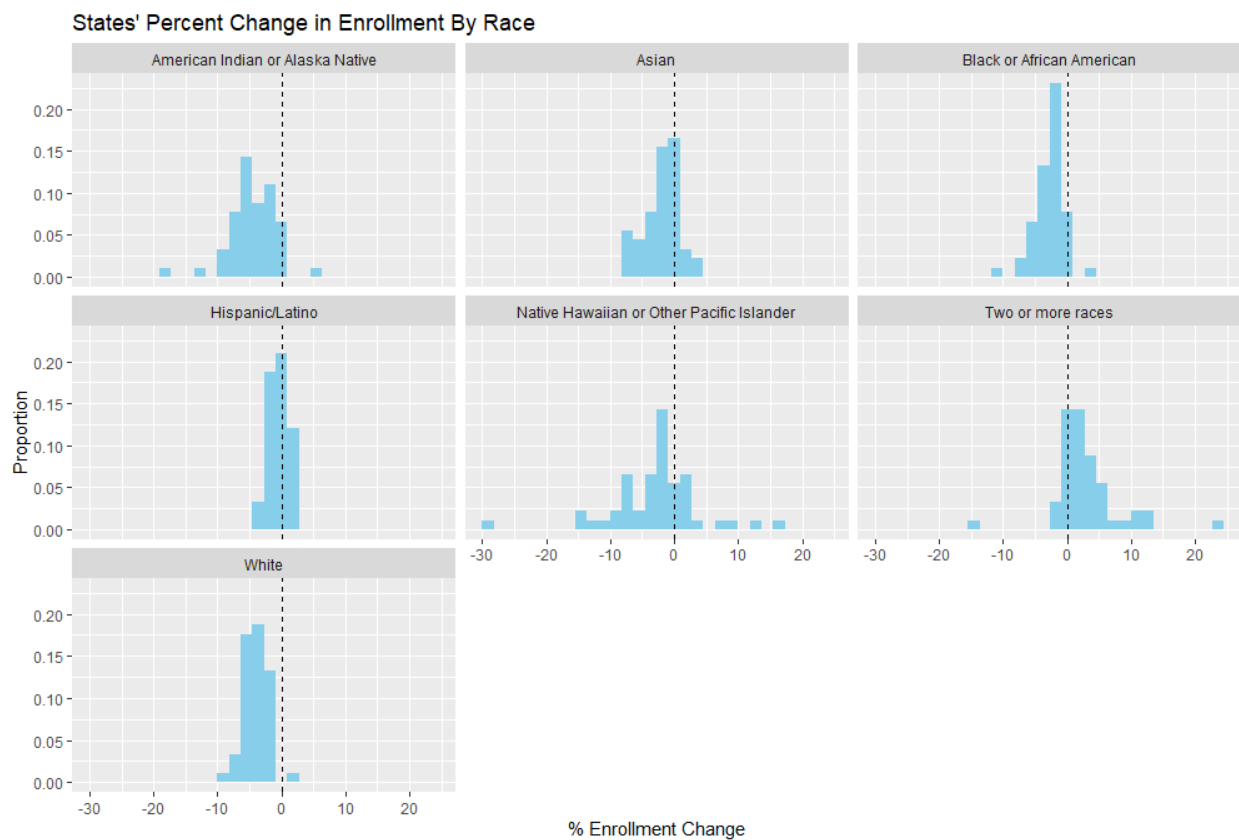 States' Percent Change in Enrollment By Race
American Indian or Alaska Native
Asian
Black or African American
0.20
0.15
0.10
0.05
0.00
Hispanic/Latino
Native Hawaiian or Other Pacific Islander
Two or more races
Proportion
0.20
0.15
0.10
0.05
0.00
-30 -20 -10 0 10 20
-30 -20 -10 0 10 20
White
0.20
0.15
0.10
0.05
0.00
-30 -20 -10 0 10 20
% Enrollment Change